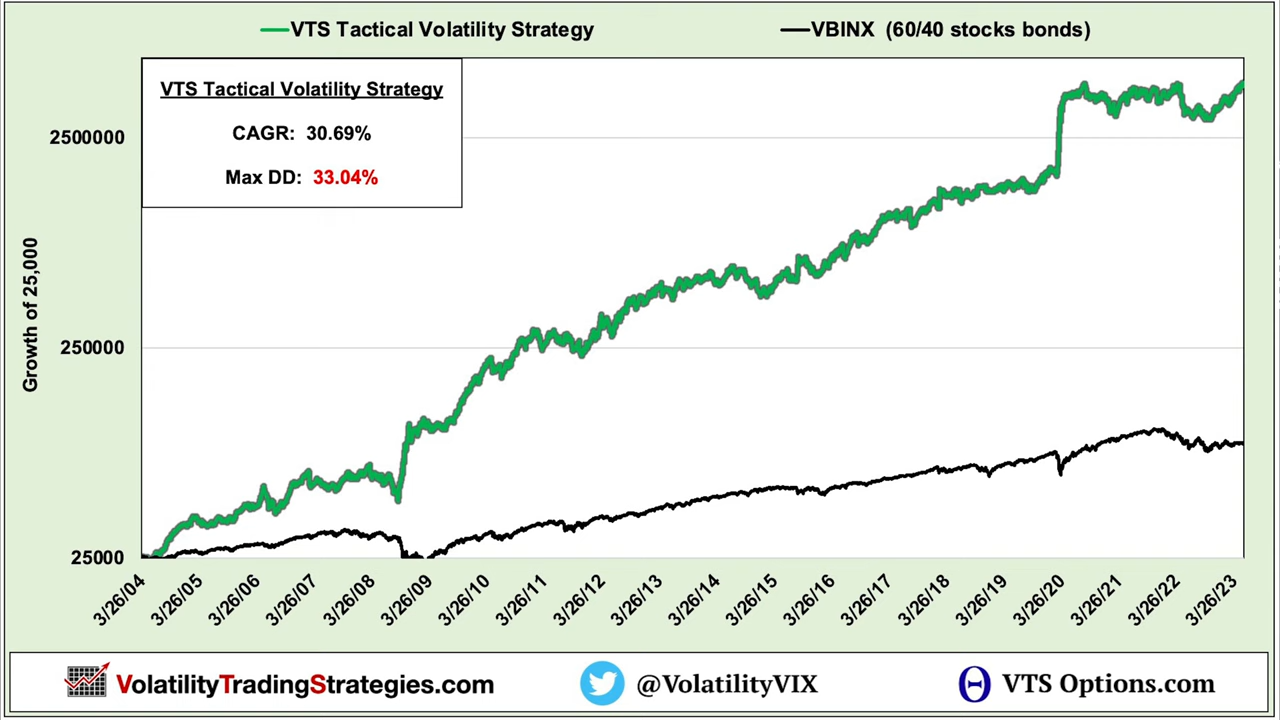 VTS Tactical Volatility Strategy
VBINX (60/40 stocks bonds)
VTS Tactical Volatility Strategy
CAGR: 30.69%
Max DD: 33.04%
Growth of 25,000
2500000
250000
25000
3/26/04
3/26/05
3/26/06
3/26/07
3/26/08
3/26/09
3/26/10
3/26/11
3/26/12
3/26/13
3/26/14
3/26/15
3/26/16
3/26/17
3/26/18
3/26/19
3/26/20
3/26/21
3/26/22
3/26/23
VolatilityTradingStrategies.com
@VolatilityVIX
VTS Options.com